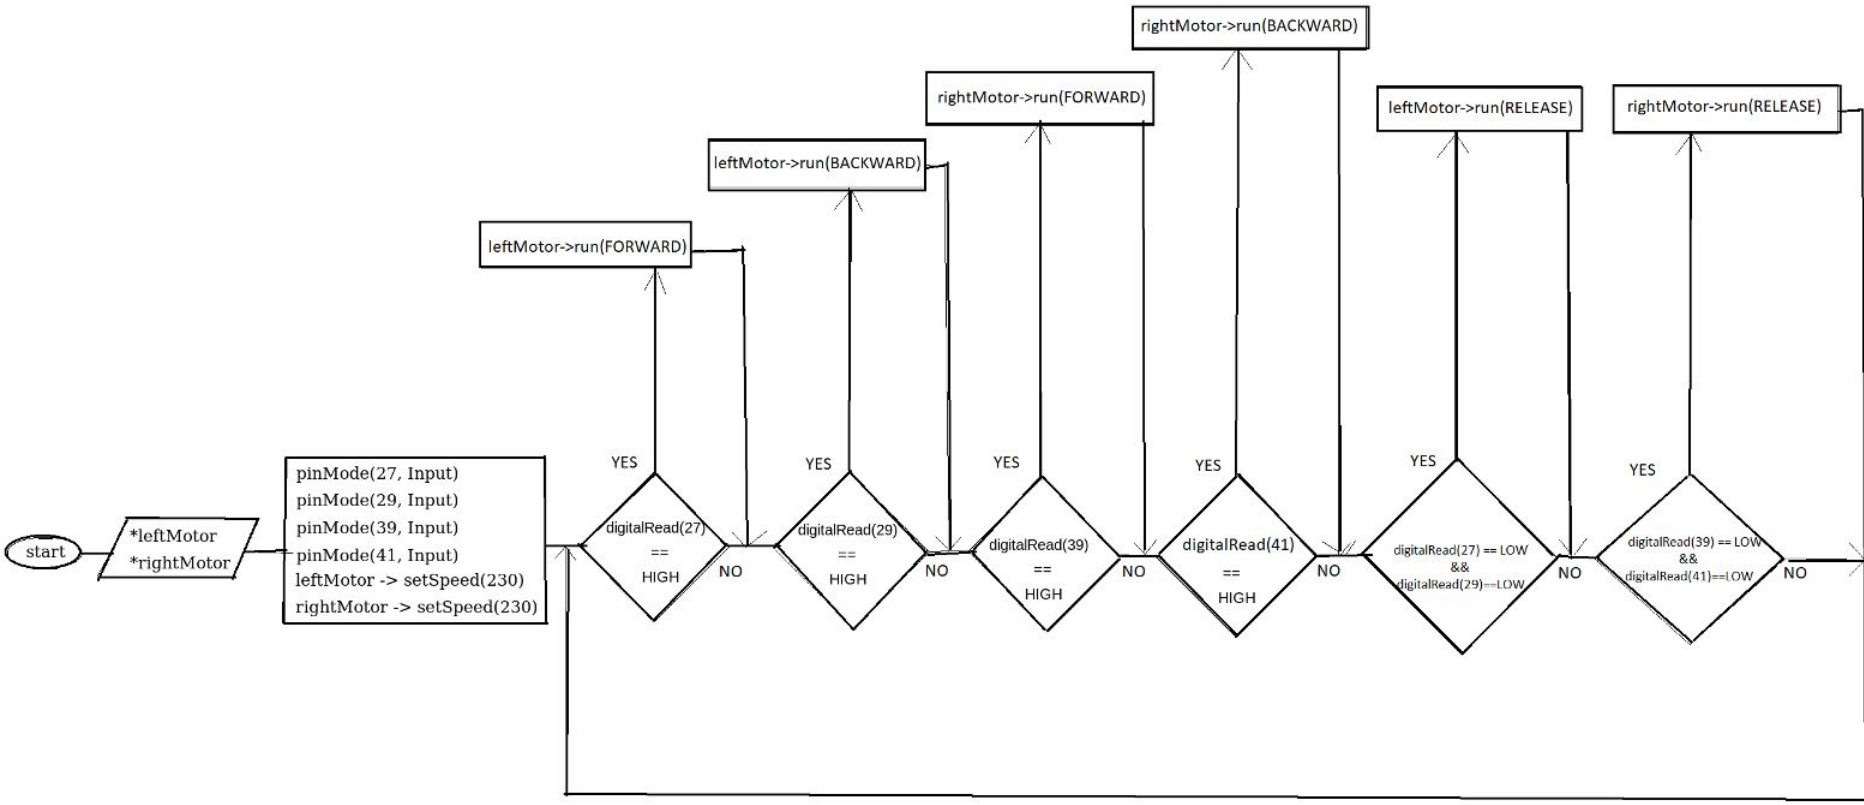 start
*leftMotor
*rightMotor
pinMode(27, Input)
pinMode(29, Input)
pinMode(39, Input)
pinMode(41, Input)
leftMotor -> setSpeed(230)
rightMotor -> setSpeed(230)
leftMotor->run(FORWARD)
YES
digitalRead(27)
==
HIGH
NO
leftMotor->run(BACKWARD)
YES
digitalRead(29)
==
HIGH
NO
rightMotor->run(FORWARD)
YES
digitalRead(39)
==
HIGH
NO
rightMotor->run(BACKWARD)
YES
digitalRead(41)
==
HIGH
NO
leftMotor->run(RELEASE)
YES
digitalRead(27) == LOW
&&
digitalRead(29)==LOW
NO
rightMotor->run(RELEASE)
YES
digitalRead(39) == LOW
&&
digitalRead(41)==LOW
NO